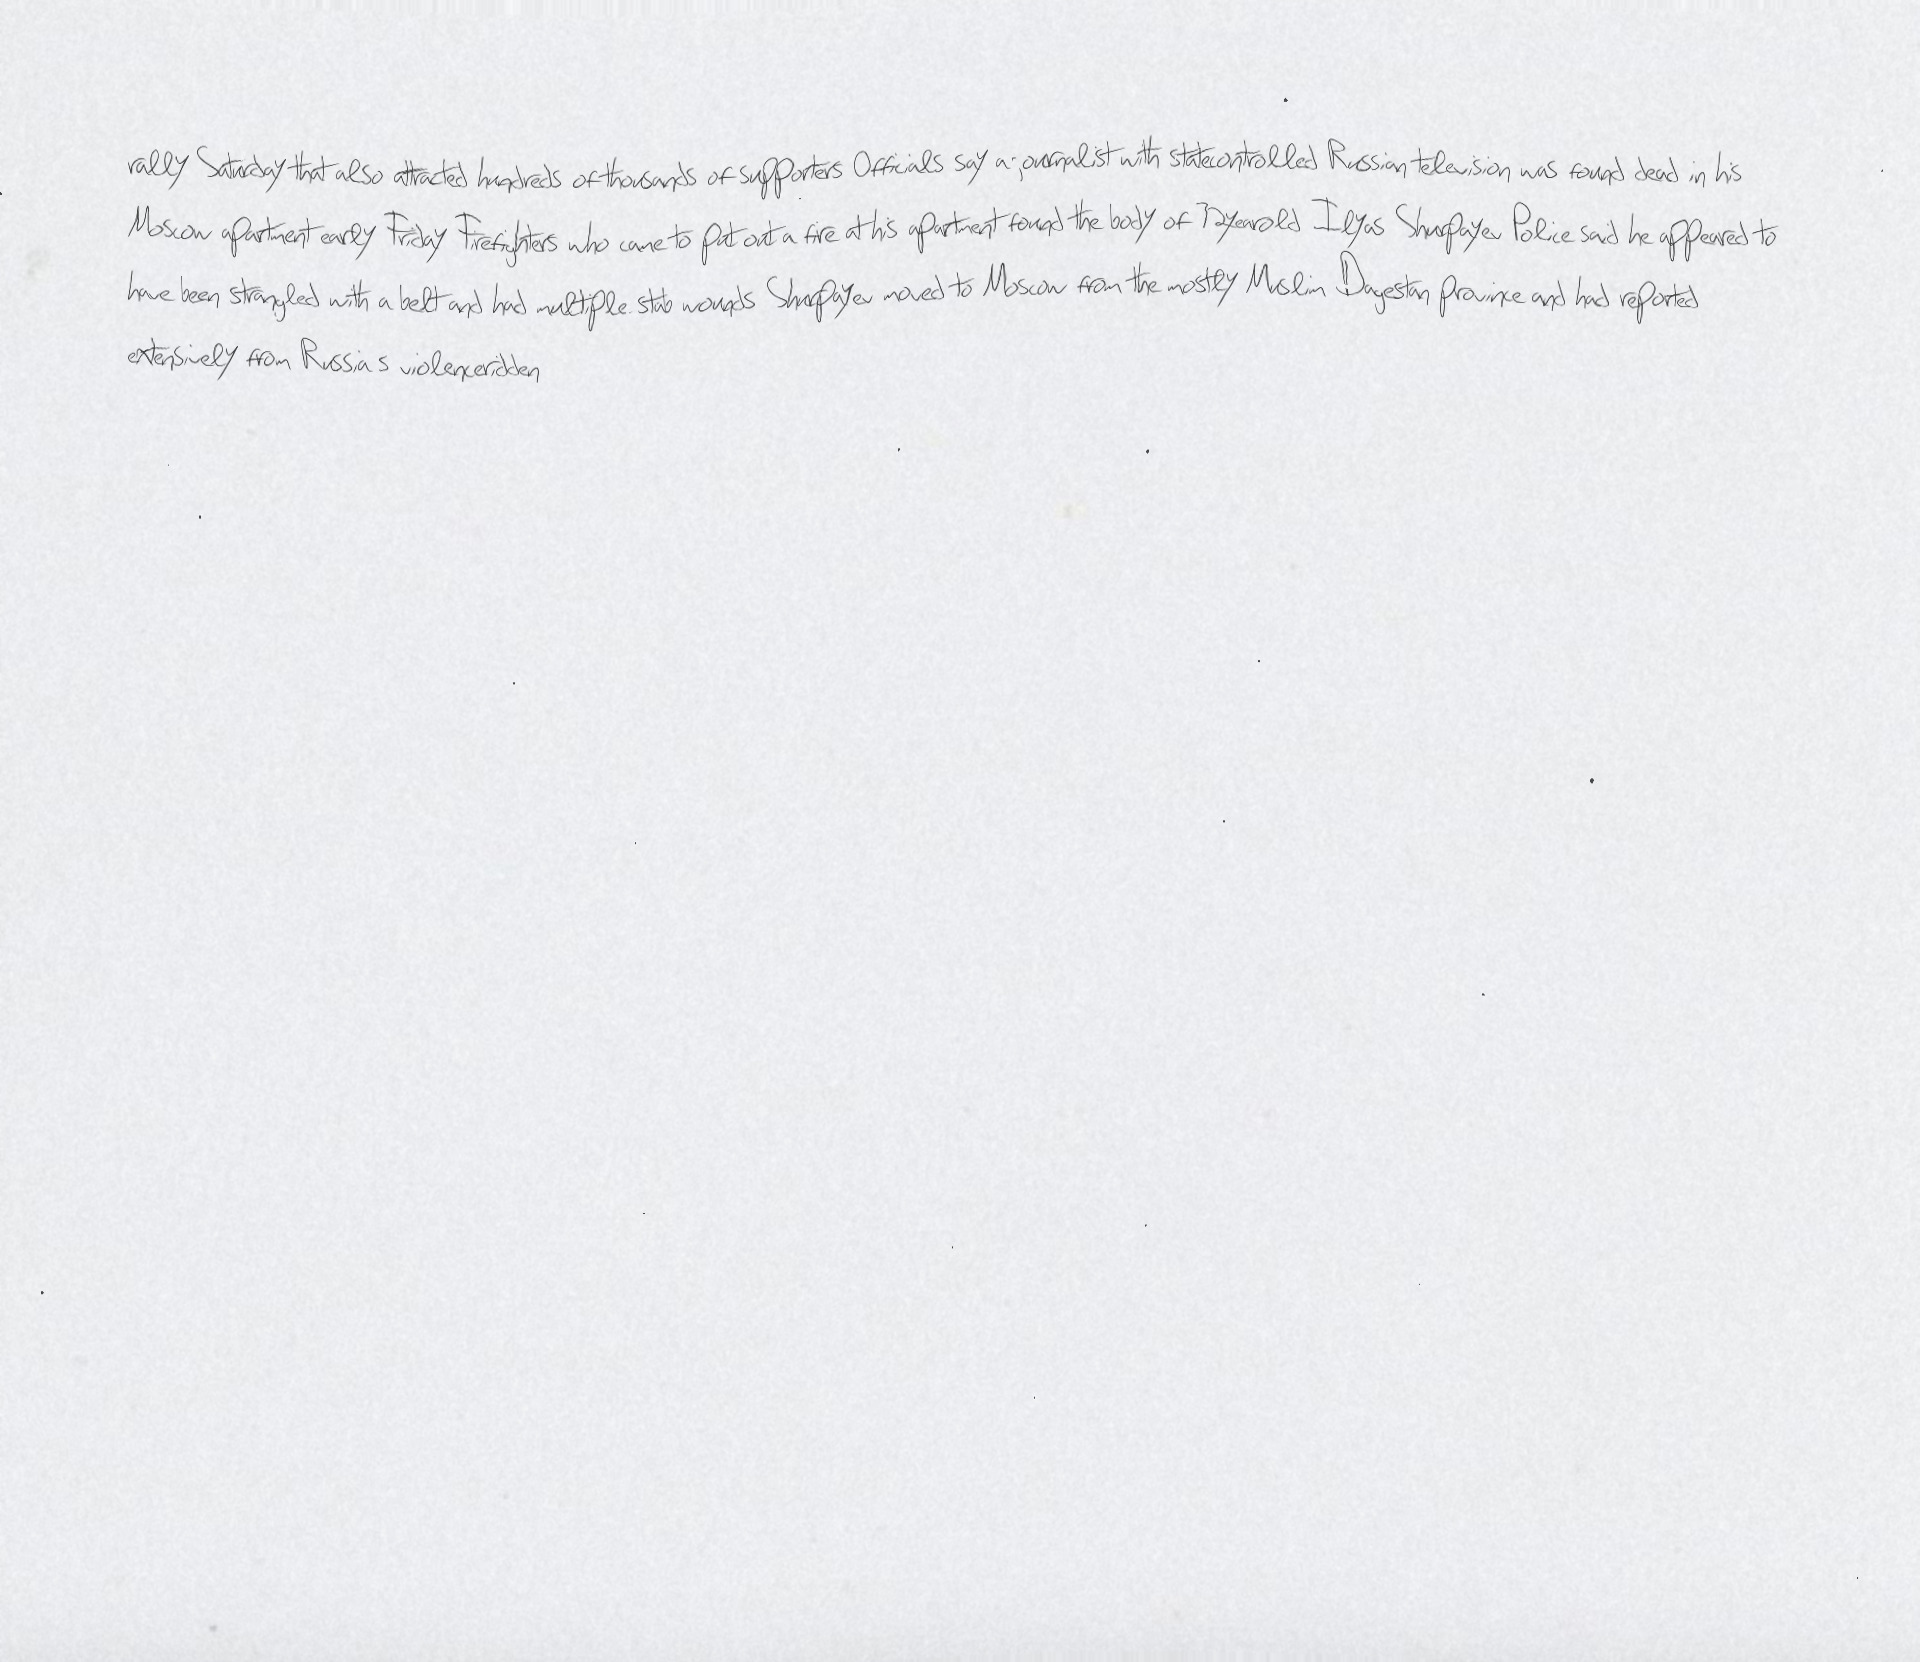 rally Saturday that also attracted hundreds of thousands of supporters Officials say a journalist with statecontrolled Russian television was found dead in his
Moscow apartment early Friday Firefighters who came to put out a fire at his apartment found the body of 32yearold Ilyas Shurpayev Police said he appeared to
have been strangled with a belt and had multiple stab wounds Shurpayev moved to Moscow from the mostly Muslim Dagestan province and had reported
extensively from Russia s violenceridden